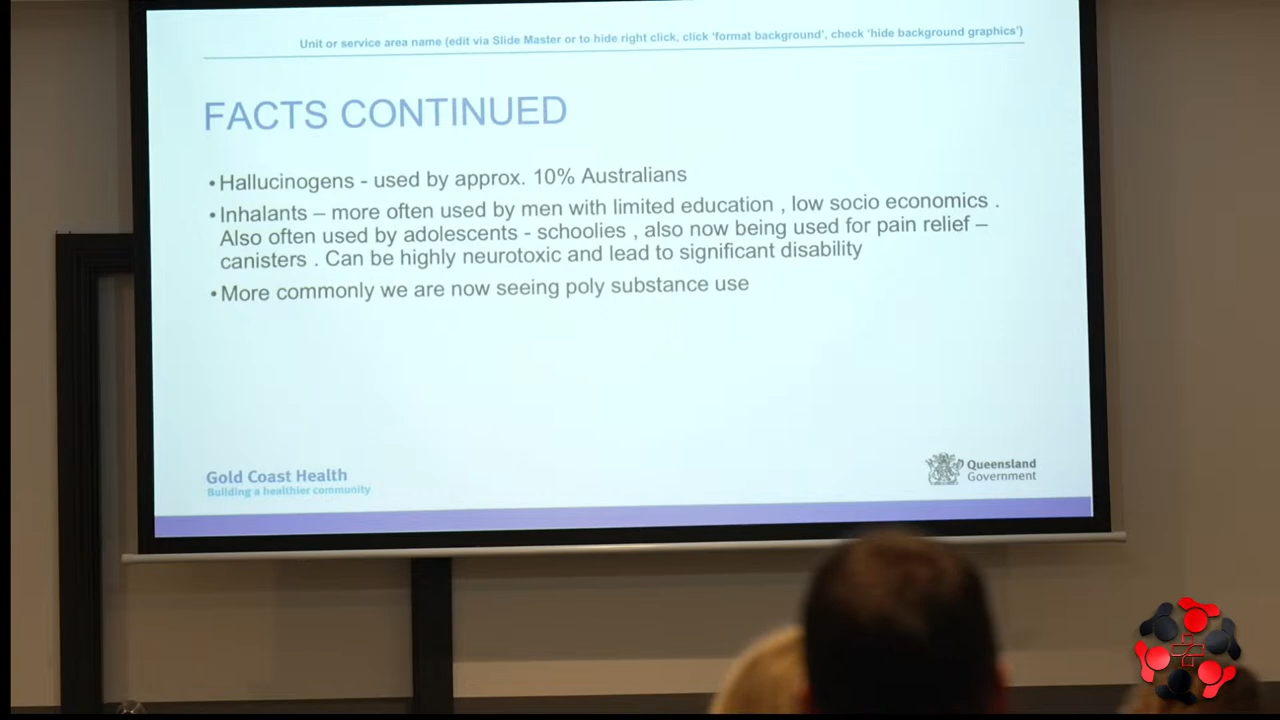 Unit or service area name (edit via Slide Master or to hide right click, click ‘format background’, check ‘hide background graphics’)
FACTS CONTINUED
• Hallucinogens - used by approx. 10% Australians
• Inhalants – more often used by men with limited education , low socio economics .
Also often used by adolescents - schoolies , also now being used for pain relief –
canisters . Can be highly neurotoxic and lead to significant disability
• More commonly we are now seeing poly substance use
Gold Coast Health
Building a healthier community
Queensland
Government